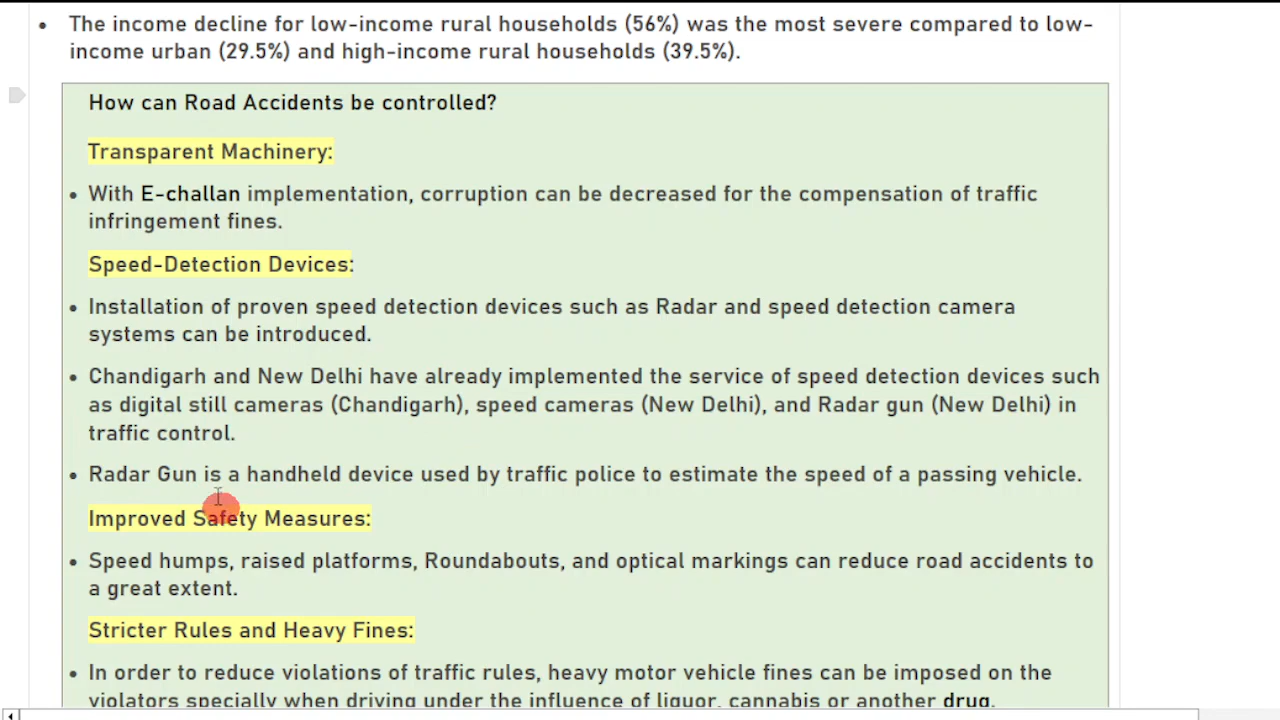 The income decline for low-income rural households (56%) was the most severe compared to low-
income urban (29.5%) and high-income rural households (39.5%).
How can Road Accidents be controlled?
Transparent Machinery:
With E-challan implementation, corruption can be decreased for the compensation of traffic
infringement fines.
Speed-Detection Devices:
Installation of proven speed detection devices such as Radar and speed detection camera
systems can be introduced.
Chandigarh and New Delhi have already implemented the service of speed detection devices such
as digital still cameras (Chandigarh), speed cameras (New Delhi), and Radar gun (New Delhi) in
traffic control.
Radar Gun is a handheld device used by traffic police to estimate the speed of a passing vehicle.
Improved Safety Measures:
Speed humps, raised platforms, Roundabouts, and optical markings can reduce road accidents to
a great extent.
Stricter Rules and Heavy Fines:
In order to reduce violations of traffic rules, heavy motor vehicle fines can be imposed on the
violators specially when driving under the influence of liquor, cannabis or another drug.